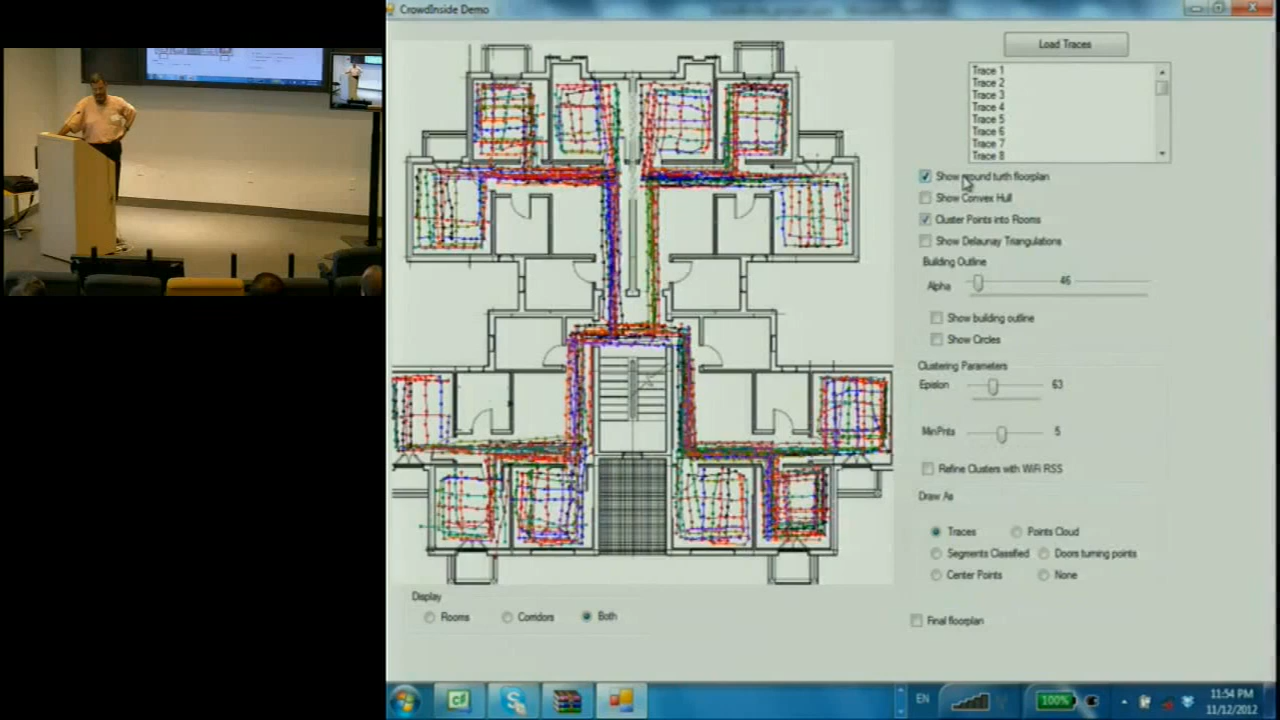 CrowdInside Demo
Load Traces
Trace 1
Trace 2
Trace 3
Trace 4
Trace 5
Trace 6
Trace 7
Trace 8
Show ground turth floorplan
Show Convex Hull
Cluster Points into Rooms
Show Delaunay Triangulations
Building Outline
Alpha
46
Show building outline
Show Circles
Clustering Parameters
Epislon
63
MinPnts
5
Refine Clusters with WiFi RSS
Draw As
Traces
Points Cloud
Segments Classified
Doors turning points
Center Points
None
Display
Rooms
Corridors
Both
Final floorplan
EN
100%
11:54 PM
11/12/2012